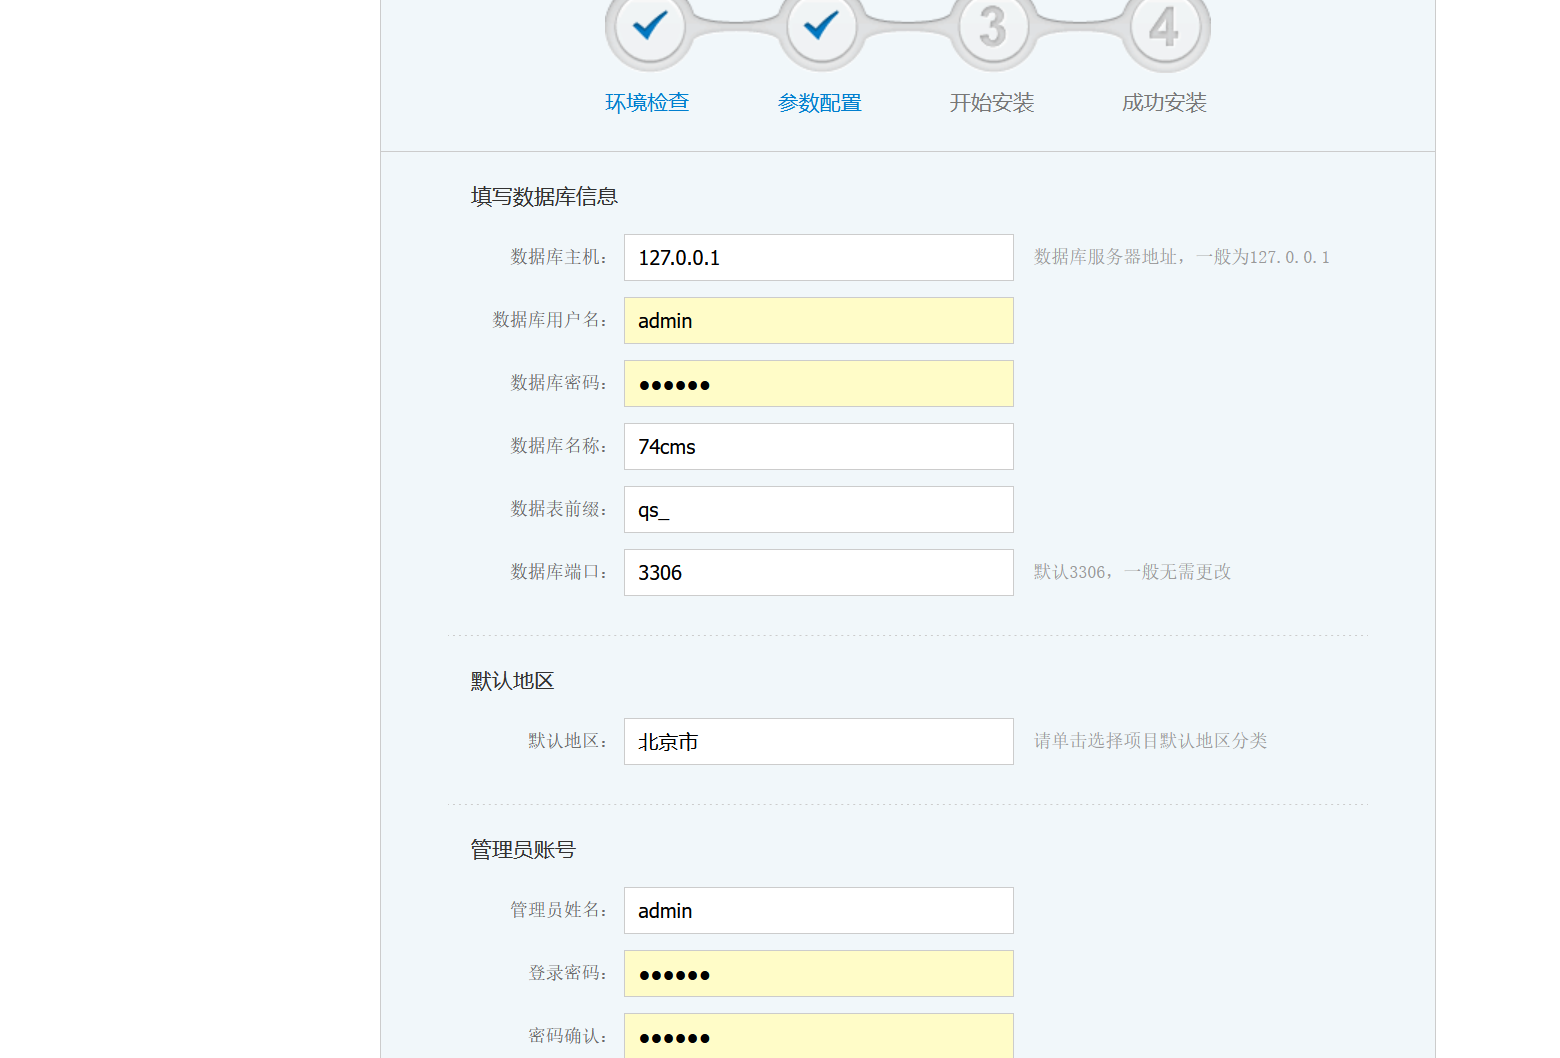 3 4
环境检查 参数配置 开始安装 成功安装
填写数据库信息
数据库主机： 127.0.0.1 数据库服务器地址，一般为127.0.0.1
数据库用户名： admin
数据库密码： ●●●●●●
数据库名称： 74cms
数据表前缀： qs_
数据库端口： 3306 默认3306，一般无需更改
默认地区
默认地区： 北京市 请单击选择项目默认地区分类
管理员账号
管理员姓名： admin
登录密码： ●●●●●●
密码确认： ●●●●●●